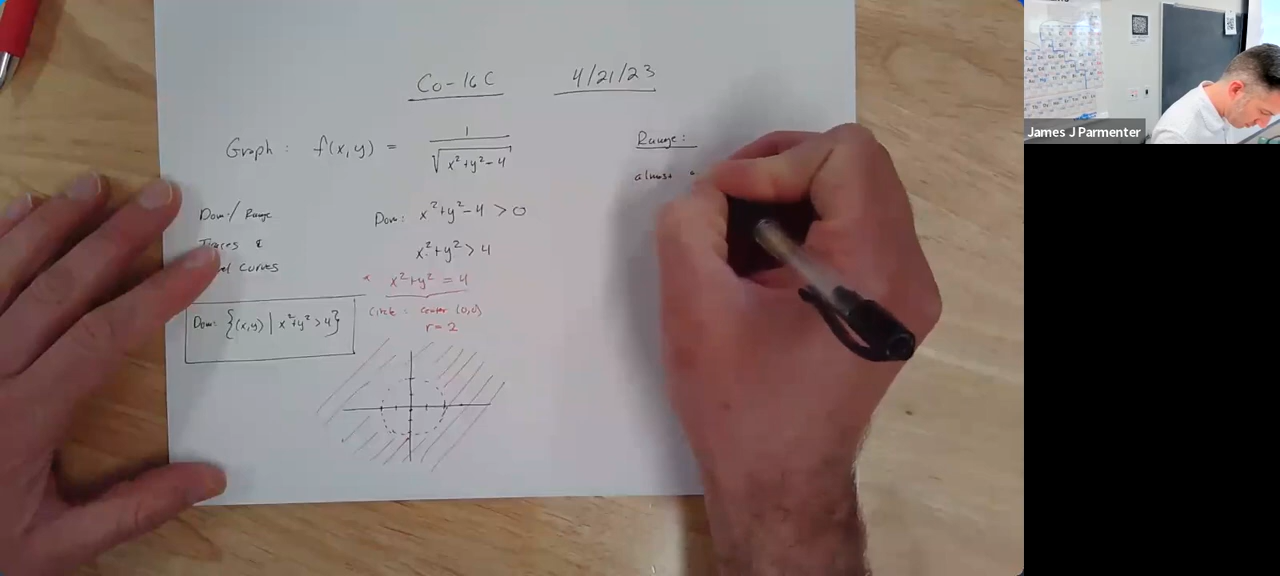 Co-16C 4/21/23
Graph: f(x,y) = 1/√(x²+y²-4)
Dom/Range
Curves
Dom: x²+y²-4 > 0
x²+y² > 4
* x²+y² = 4
Circle: center (0,0)
r=2
Dom: {(x,y) | x²+y²>4}
Range:
almost
James J Parmenter